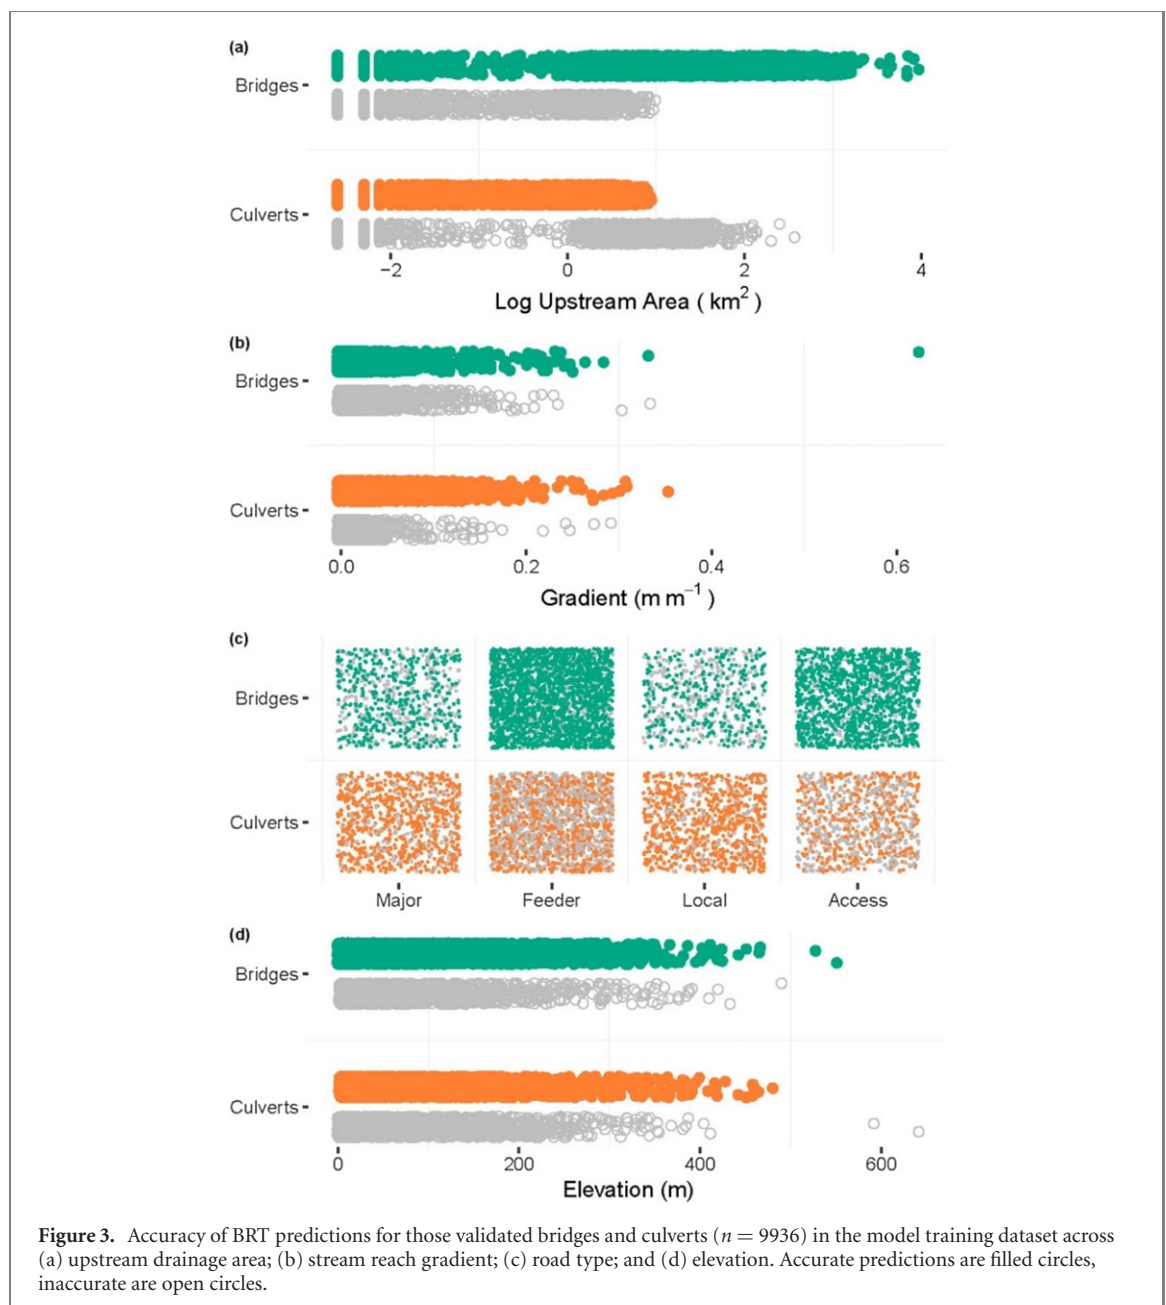 (a)
Bridges
Culverts
−2 0 2 4
Log Upstream Area ( km² )
(b)
Bridges
Culverts
0.0 0.2 0.4 0.6
Gradient (m m⁻¹ )
(c)
Bridges
Culverts
Major Feeder Local Access
(d)
Bridges
Culverts
0 200 400 600
Elevation (m)
Figure 3. Accuracy of BRT predictions for those validated bridges and culverts (n = 9936) in the model training dataset across
(a) upstream drainage area; (b) stream reach gradient; (c) road type; and (d) elevation. Accurate predictions are filled circles,
inaccurate are open circles.